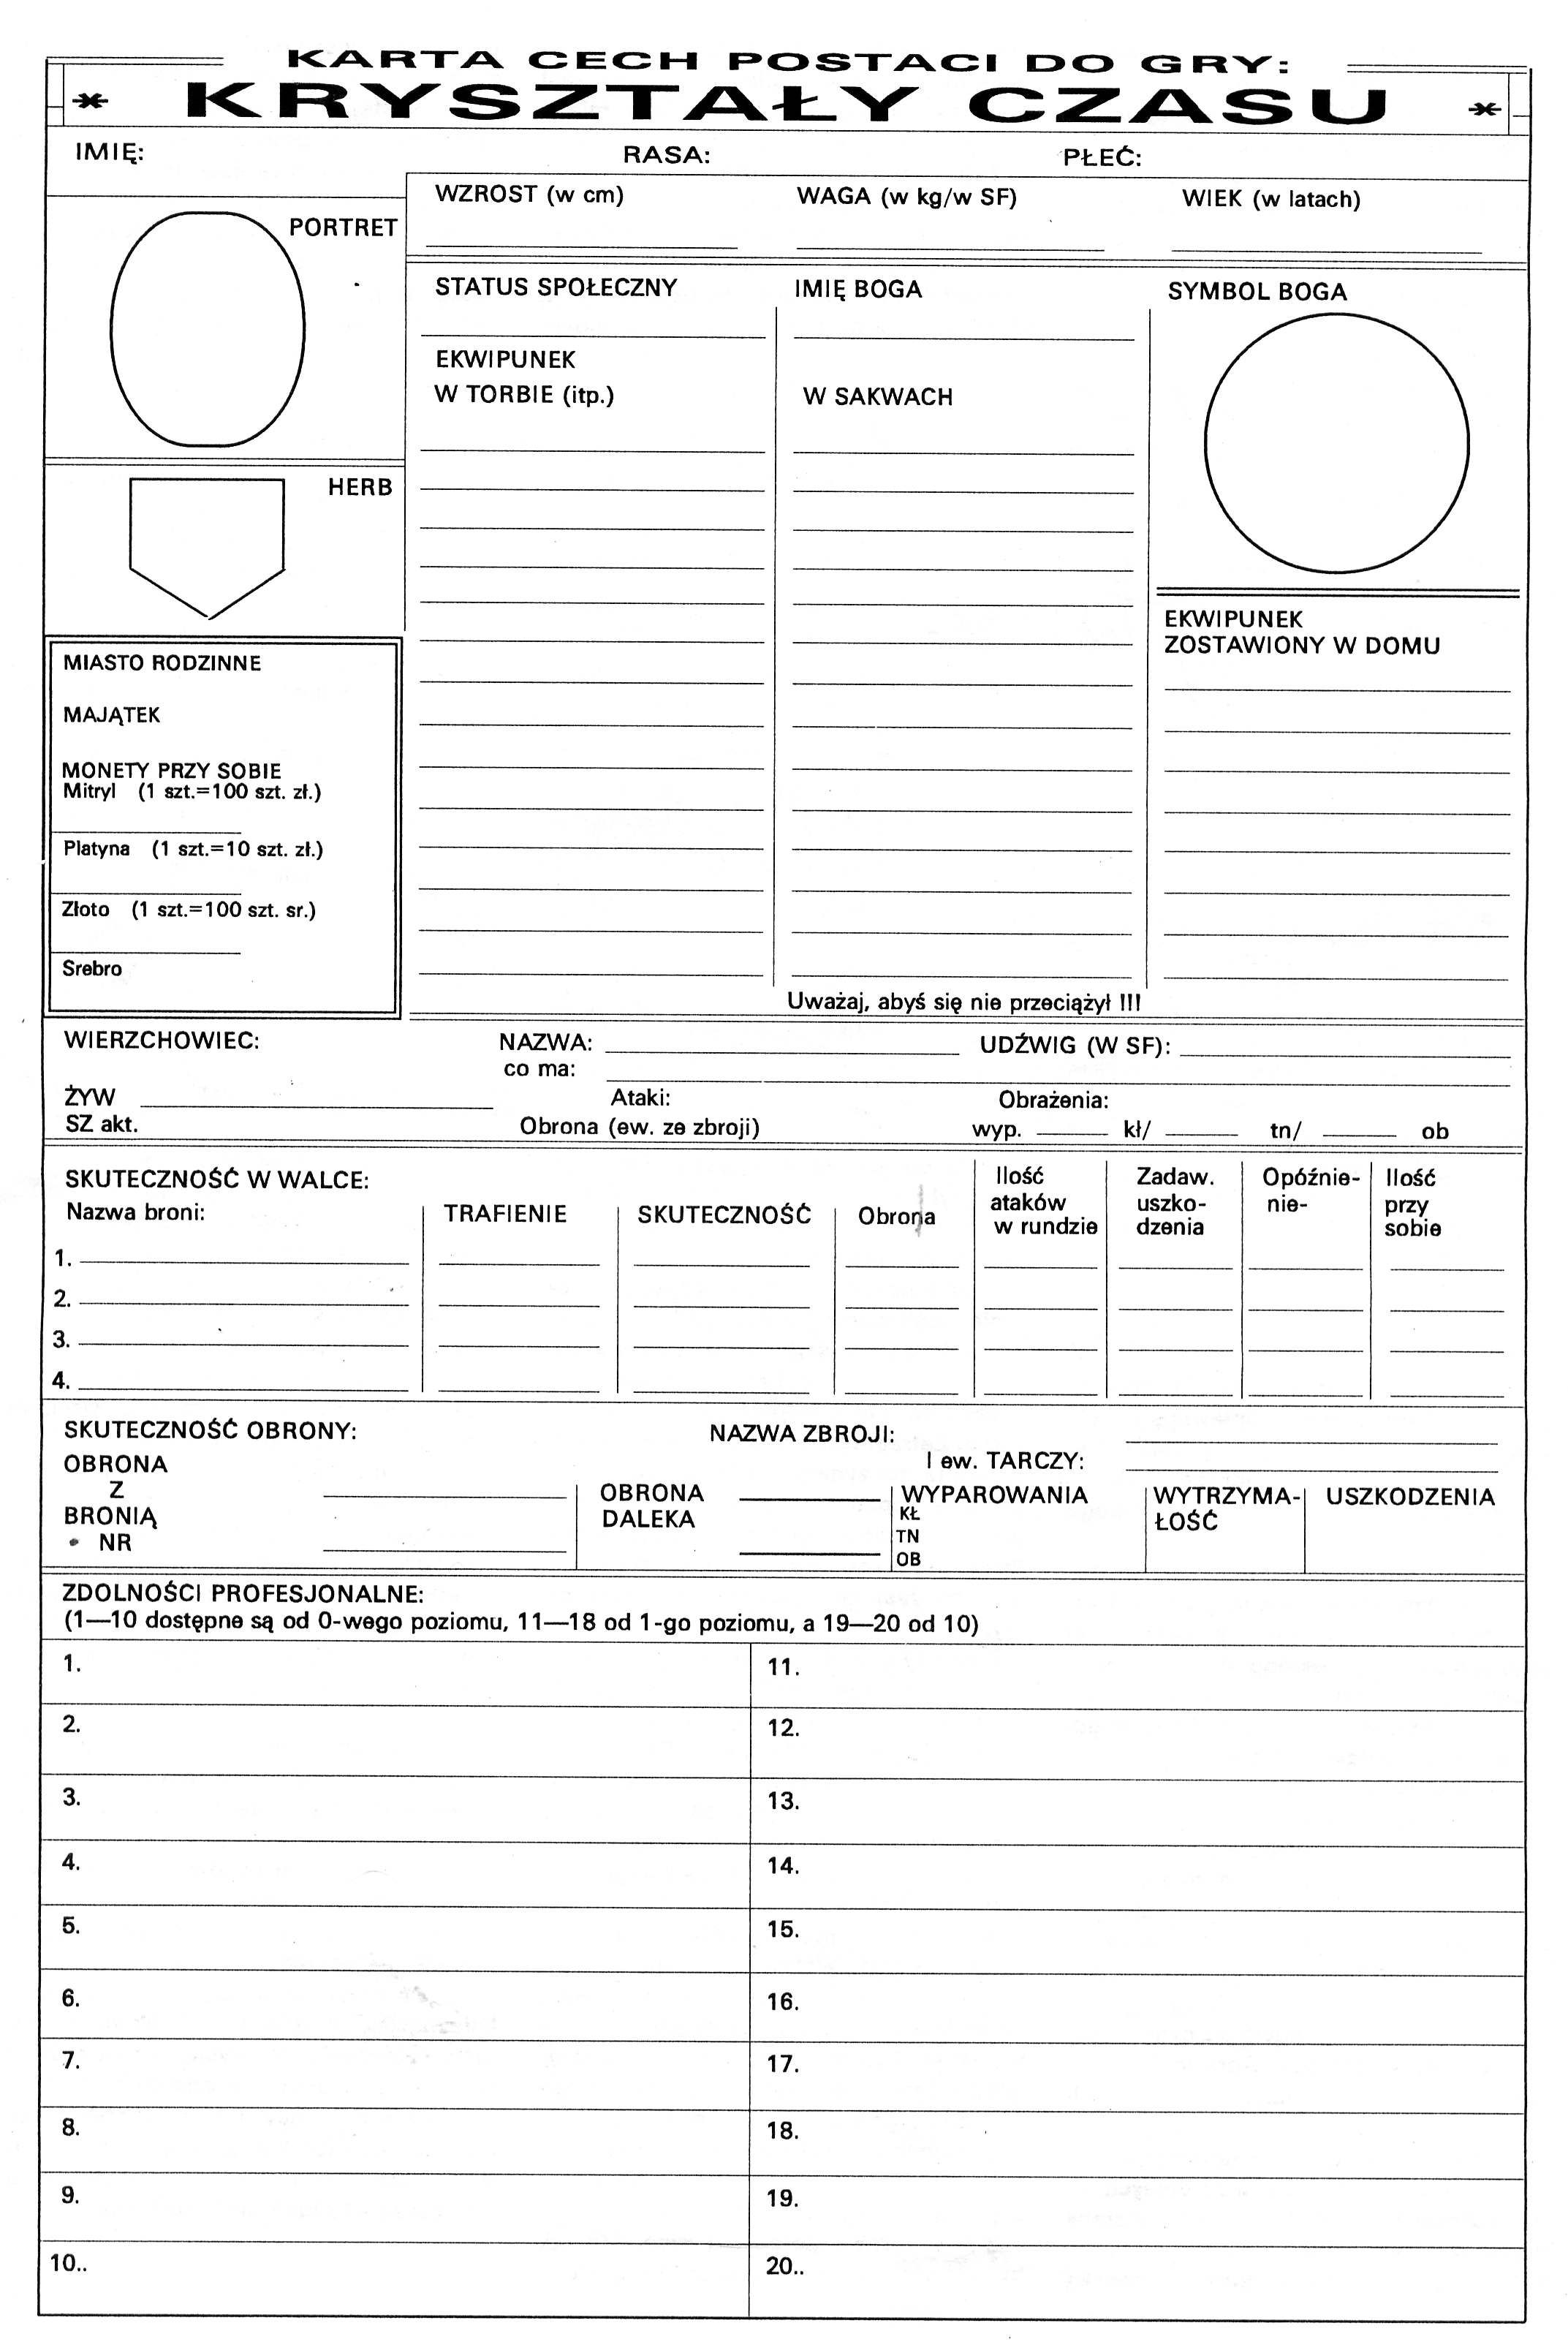 KARTA CECH POSTACI DO GRY:
* KRYSZTAŁY CZASU *
IMIĘ: RASA: PŁEĆ:
WZROST (w cm) WAGA (w kg/w SF) WIEK (w latach)
PORTRET
STATUS SPOŁECZNY IMIĘ BOGA SYMBOL BOGA
EKWIPUNEK
W TORBIE (itp.) W SAKWACH
HERB
EKWIPUNEK
ZOSTAWIONY W DOMU
MIASTO RODZINNE
MAJĄTEK
MONETY PRZY SOBIE
Mitryl (1 szt.=100 szt. zł.)
Platyna (1 szt.=10 szt. zł.)
Złoto (1 szt.=100 szt. sr.)
Srebro
Uważaj, abyś się nie przeciążył !!!
WIERZCHOWIEC: NAZWA: UDŹWIG (W SF):
co ma:
ŻYW Ataki: Obrażenia:
SZ akt. Obrona (ew. ze zbroji) wyp. kł/ tn/ ob
SKUTECZNOŚĆ W WALCE:
Nazwa broni: TRAFIENIE SKUTECZNOŚĆ Obrona
Ilość
ataków
w rundzie
Zadaw.
uszko-
dzenia
Opóźnie-
nie-
Ilość
przy
sobie
1.
2.
3.
4.
SKUTECZNOŚĆ OBRONY: NAZWA ZBROJI:
I ew. TARCZY:
OBRONA
Z
BRONIĄ
NR
OBRONA
DALEKA
WYPAROWANIA
KŁ
TN
OB
WYTRZYMA-
ŁOŚĆ
USZKODZENIA
ZDOLNOŚCI PROFESJONALNE:
(1—10 dostępne są od 0-wego poziomu, 11—18 od 1-go poziomu, a 19—20 od 10)
1. 11.
2. 12.
3. 13.
4. 14.
5. 15.
6. 16.
7. 17.
8. 18.
9. 19.
10.. 20..